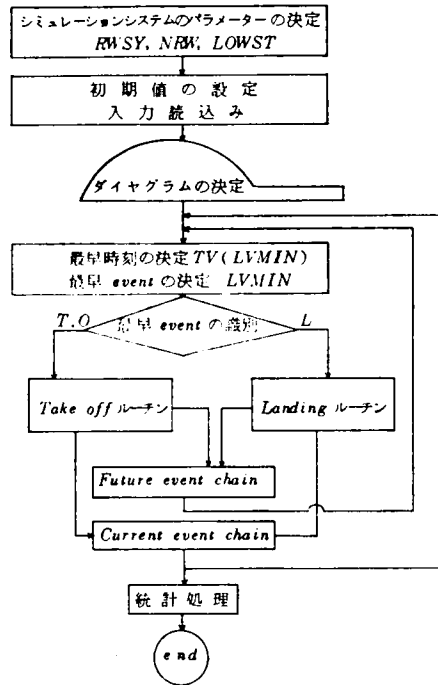 シミュレーションシステムのパラメーターの決定
RWSY, NRW, LOWST
初期値の設定
入力読込み
ダイヤグラムの決定
最早時刻の決定 TV(LVMIN)
最早 event の決定 LVMIN
T.O
最早 event の識別
L
Take off ルーチン
Landing ルーチン
Future event chain
Current event chain
統計処理
end